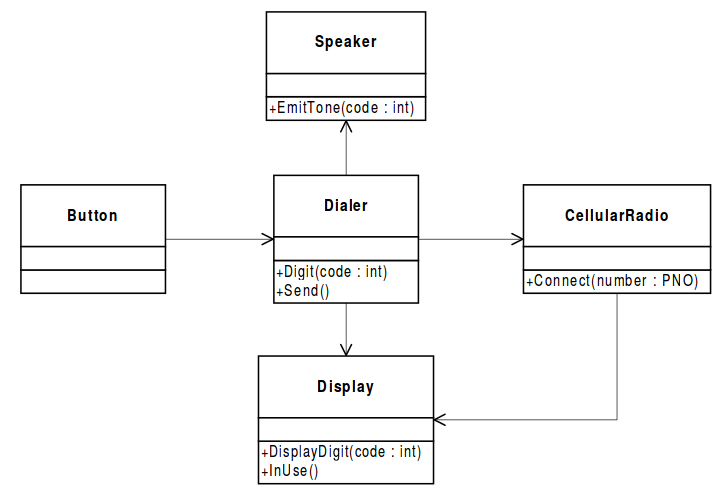 Speaker
+EmitTone(code : int)
Button
Dialer
+Digit(code : int)
+Send()
CellularRadio
+Connect(number : PNO)
Display
+DisplayDigit(code : int)
+InUse()